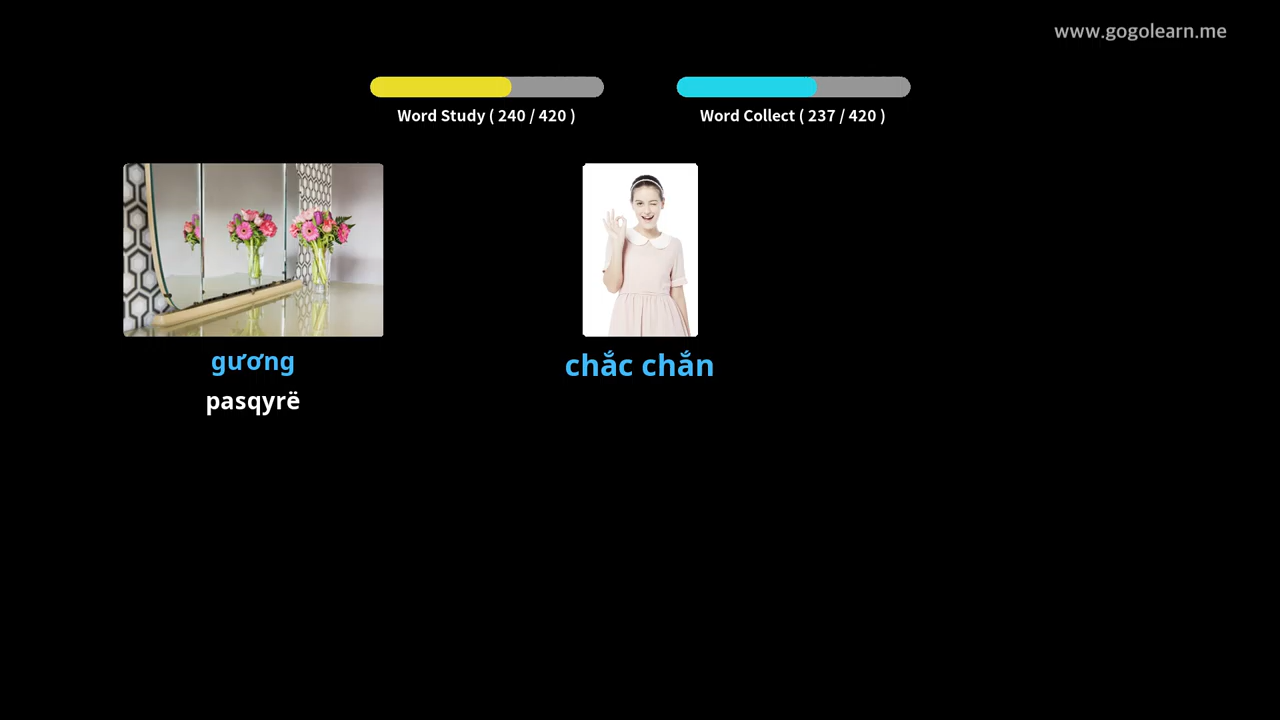 www.gogolearn.me
Word Study ( 240 / 420 )
Word Collect ( 237 / 420 )
gương
pasqyrë
chắc chắn